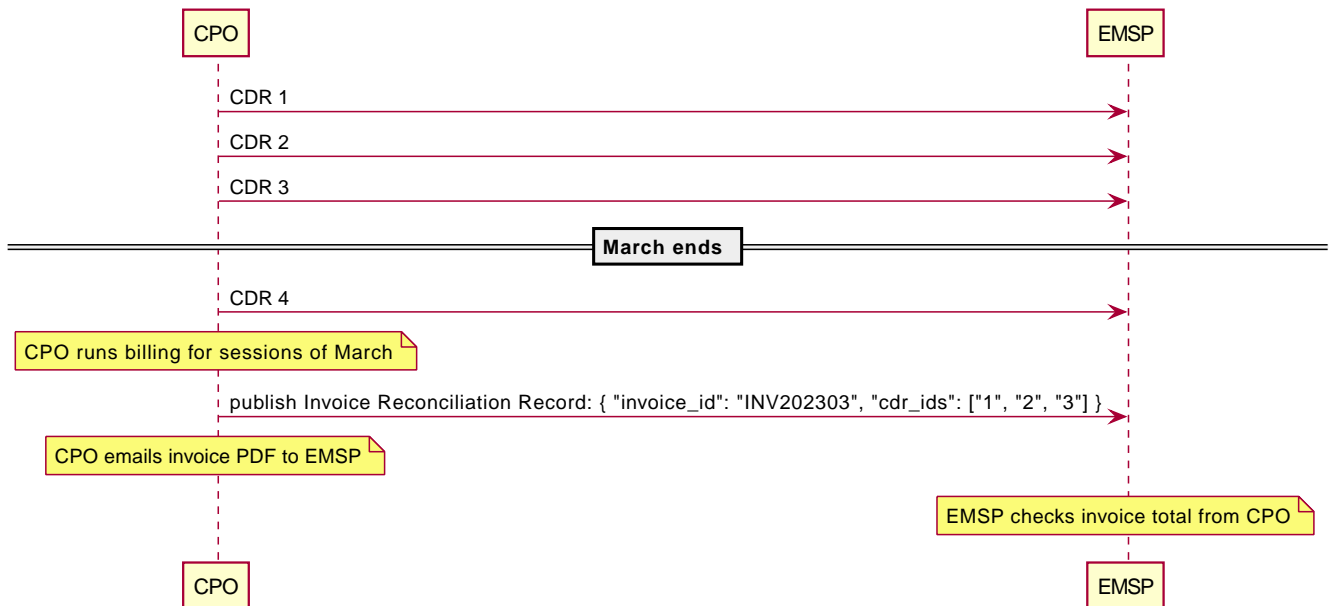 CPO EMSP
CDR 1
CDR 2
CDR 3
March ends
CDR 4
CPO runs billing for sessions of March
publish Invoice Reconciliation Record: { "invoice_id": "INV202303", "cdr_ids": ["1", "2", "3"] }
CPO emails invoice PDF to EMSP
EMSP checks invoice total from CPO
CPO EMSP